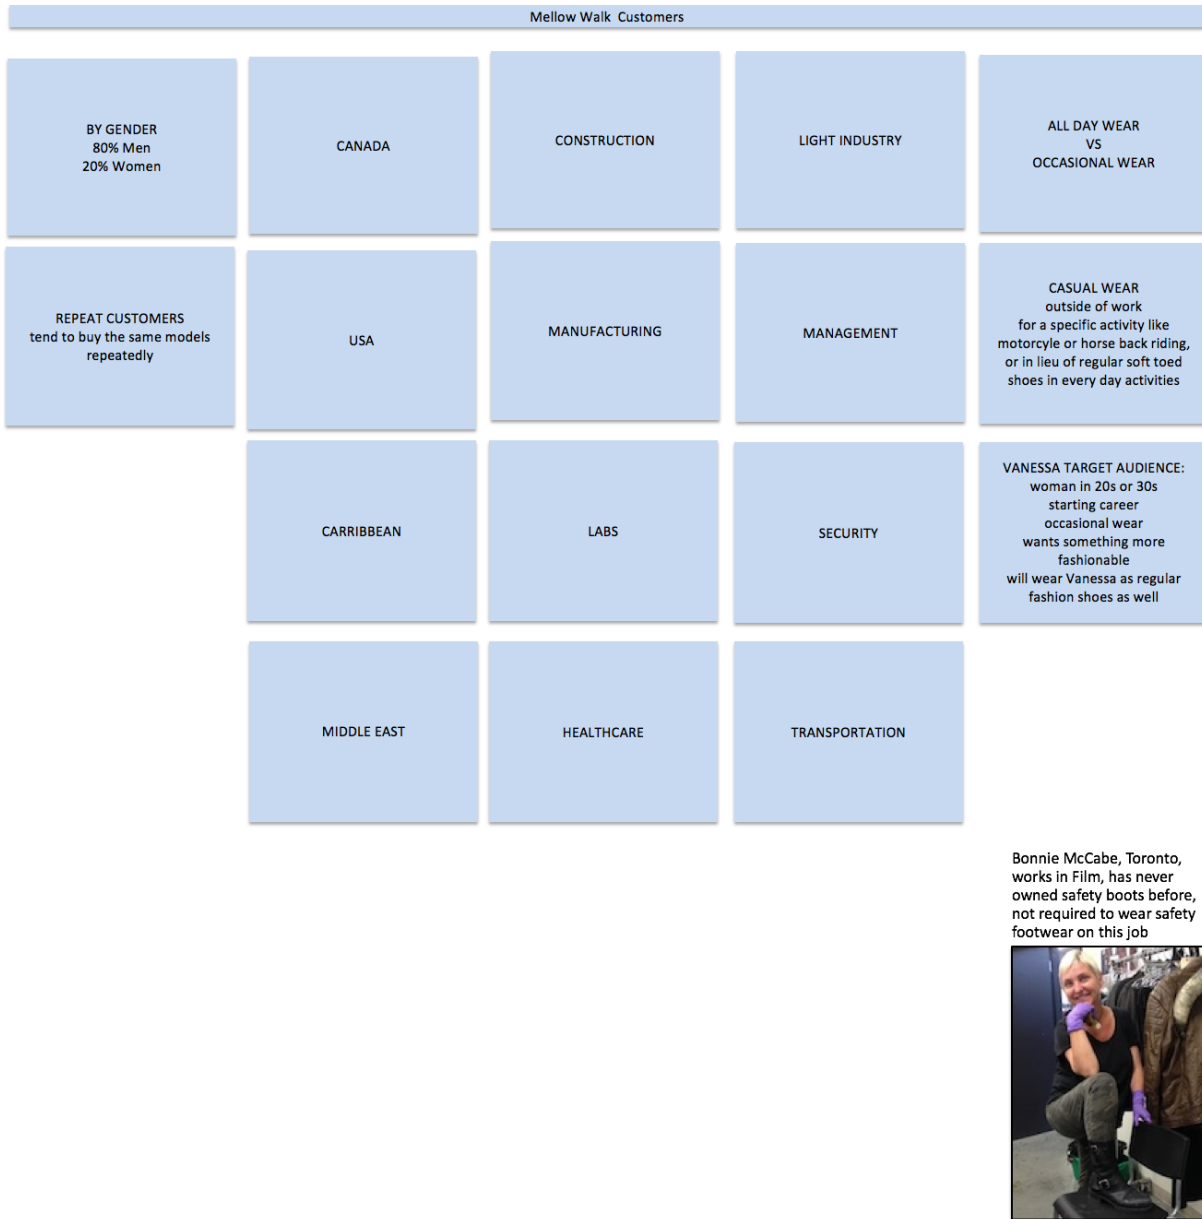 Mellow Walk  Customers
BY GENDER
80% Men
20% Women
CANADA
CONSTRUCTION
LIGHT INDUSTRY
ALL DAY WEAR
VS
OCCASIONAL WEAR
REPEAT CUSTOMERS
tend to buy the same models
repeatedly
USA
MANUFACTURING
MANAGEMENT
CASUAL WEAR
outside of work
for a specific activity like
motorcyle or horse back riding,
or in lieu of regular soft toed
shoes in every day activities
CARRIBBEAN
LABS
SECURITY
VANESSA TARGET AUDIENCE:
woman in 20s or 30s
starting career
occasional wear
wants something more
fashionable
will wear Vanessa as regular
fashion shoes as well
MIDDLE EAST
HEALTHCARE
TRANSPORTATION
Bonnie McCabe, Toronto,
works in Film, has never
owned safety boots before,
not required to wear safety
footwear on this job